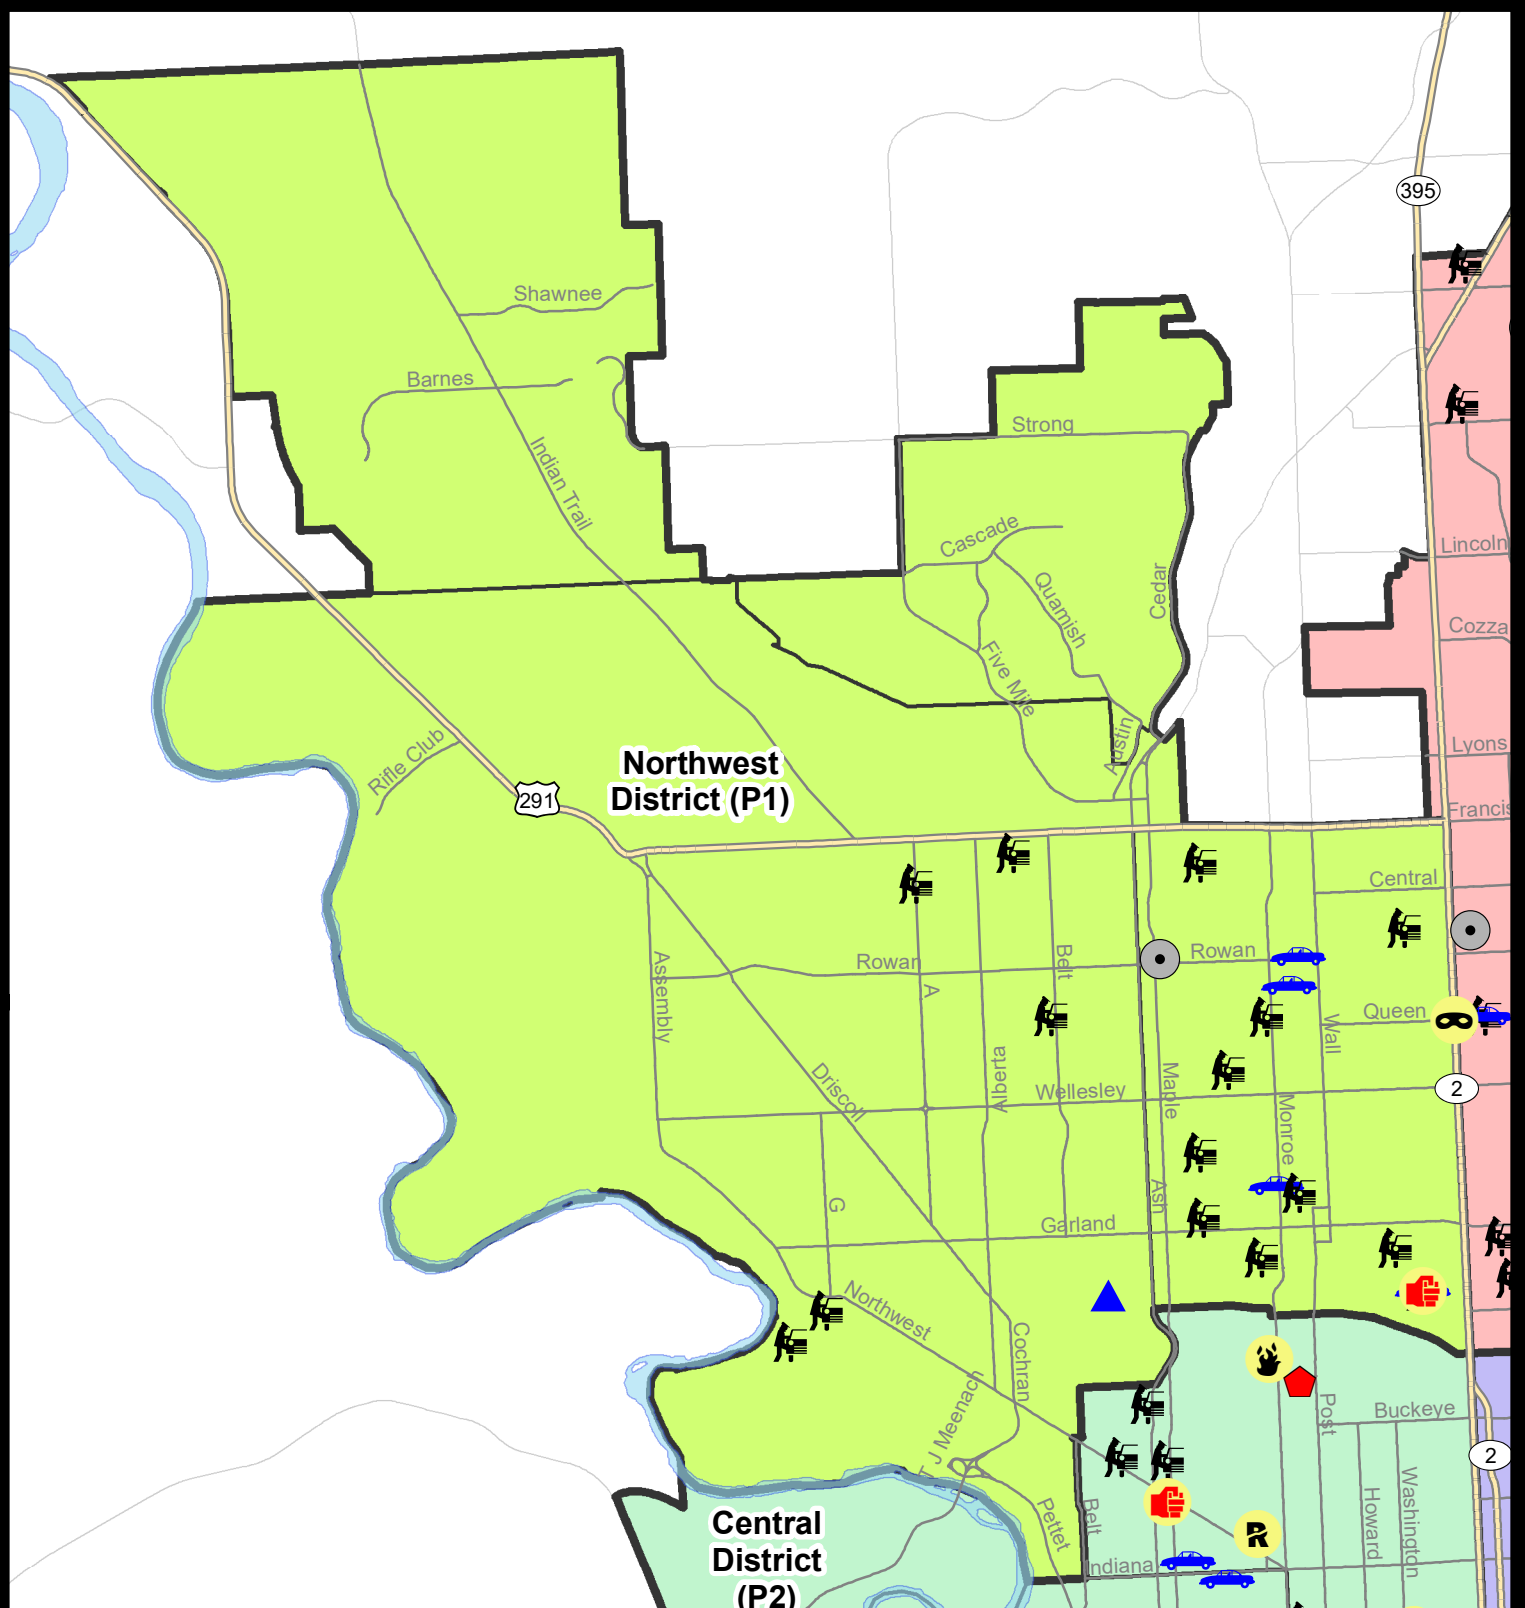 395
Shawnee
Barnes
Strong
Indian Trail
Cascade
Lincoln
Quamish
Cedar
Cozza
Five Mile
Austin
Lyons
Rifle Club
Northwest
District (P1)
291
Francis
Central
Rowan
Belt
Rowan
Assembly
A
Queen
Wall
Driscoll
Alberta
Wellesley
Maple
2
Monroe
G
Ash
Garland
Northwest
Cochran
T J Meenach
Post
Buckeye
2
Central
District
(P2)
Pettet
Belt
Howard
Washington
Indiana
R